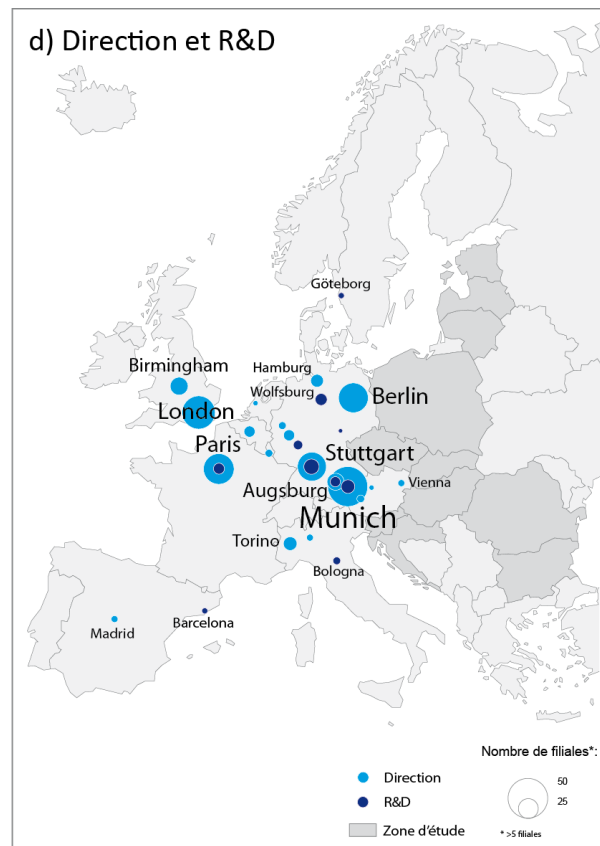 d) Direction et R&D
Göteborg
Birmingham
Hamburg
Wolfsburg
Berlin
London
Paris
Stuttgart
Augsburg
Vienna
Munich
Torino
Bologna
Madrid
Barcelona
Nombre de filiales*:
50
25
Direction
R&D
Zone d'étude
* >5 filiales